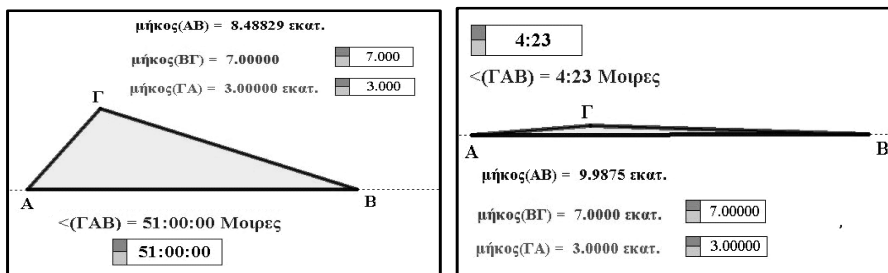 μήκος(ΑΒ) = 8.48829 εκατ.
μήκος(ΒΓ) = 7.00000
7.000
μήκος(ΓΑ) = 3.00000 εκατ.
3.000
Γ
Α
Β
<(ΓΑΒ) = 51:00:00 Μοιρες
51:00:00
4:23
<(ΓΑΒ) = 4:23 Μοιρες
Γ
Α
Β
μήκος(ΑΒ) = 9.9875 εκατ.
μήκος(ΒΓ) = 7.0000 εκατ.
7.00000
μήκος(ΓΑ) = 3.0000 εκατ.
3.00000